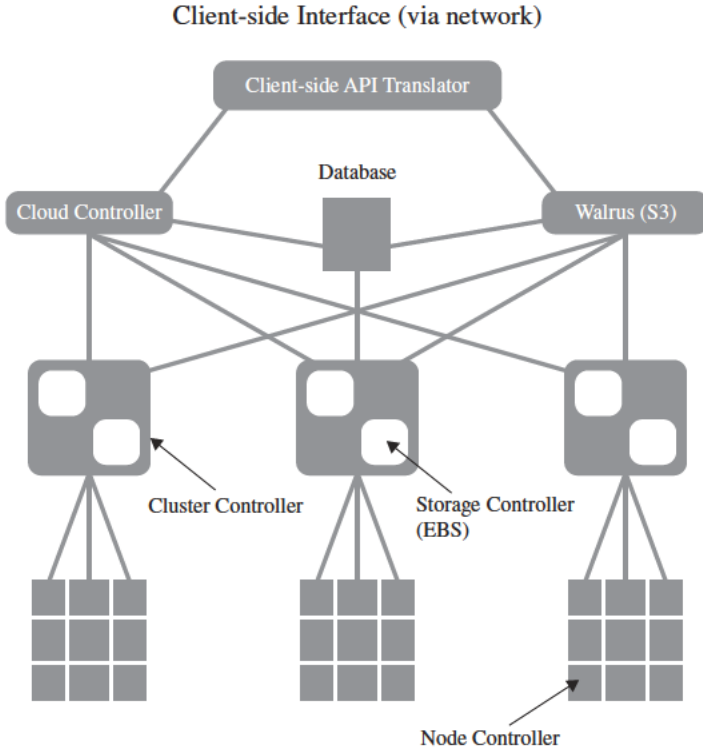 Client-side Interface (via network)
Client-side API Translator
Database
Cloud Controller
Walrus (S3)
Cluster Controller
Storage Controller
(EBS)
Node Controller